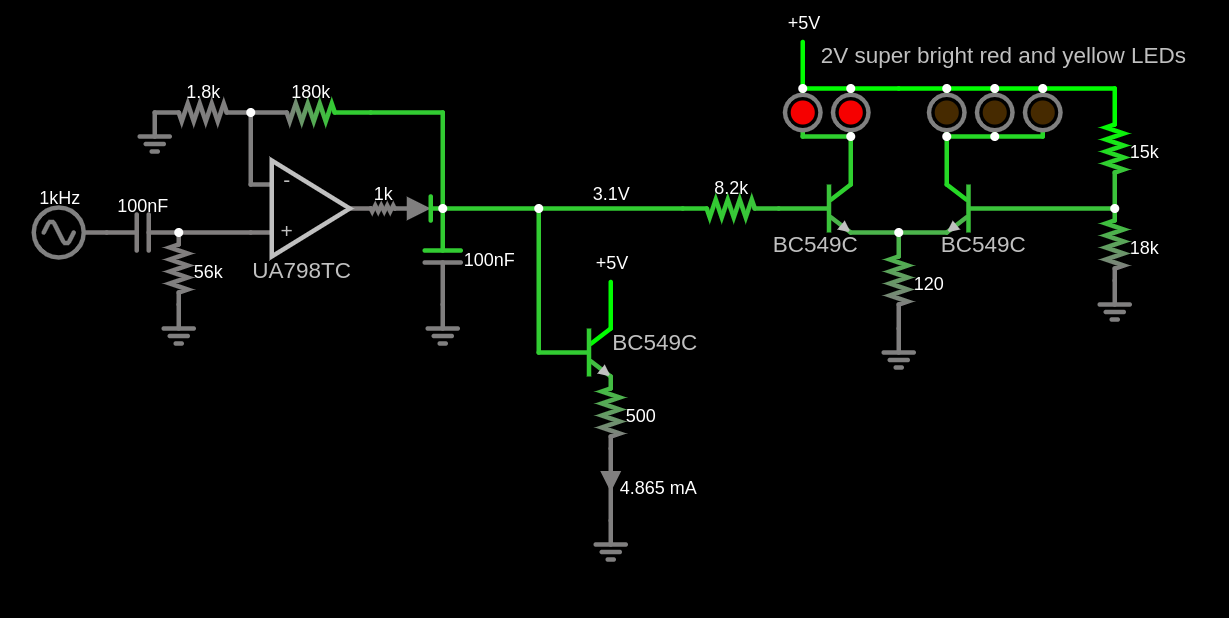 +5V
2V super bright red and yellow LEDs
1.8k
180k
15k
1kHz
100nF
-
1k
3.1V
8.2k
+
56k
UA798TC
100nF
+5V
BC549C
BC549C
18k
120
BC549C
500
4.865 mA